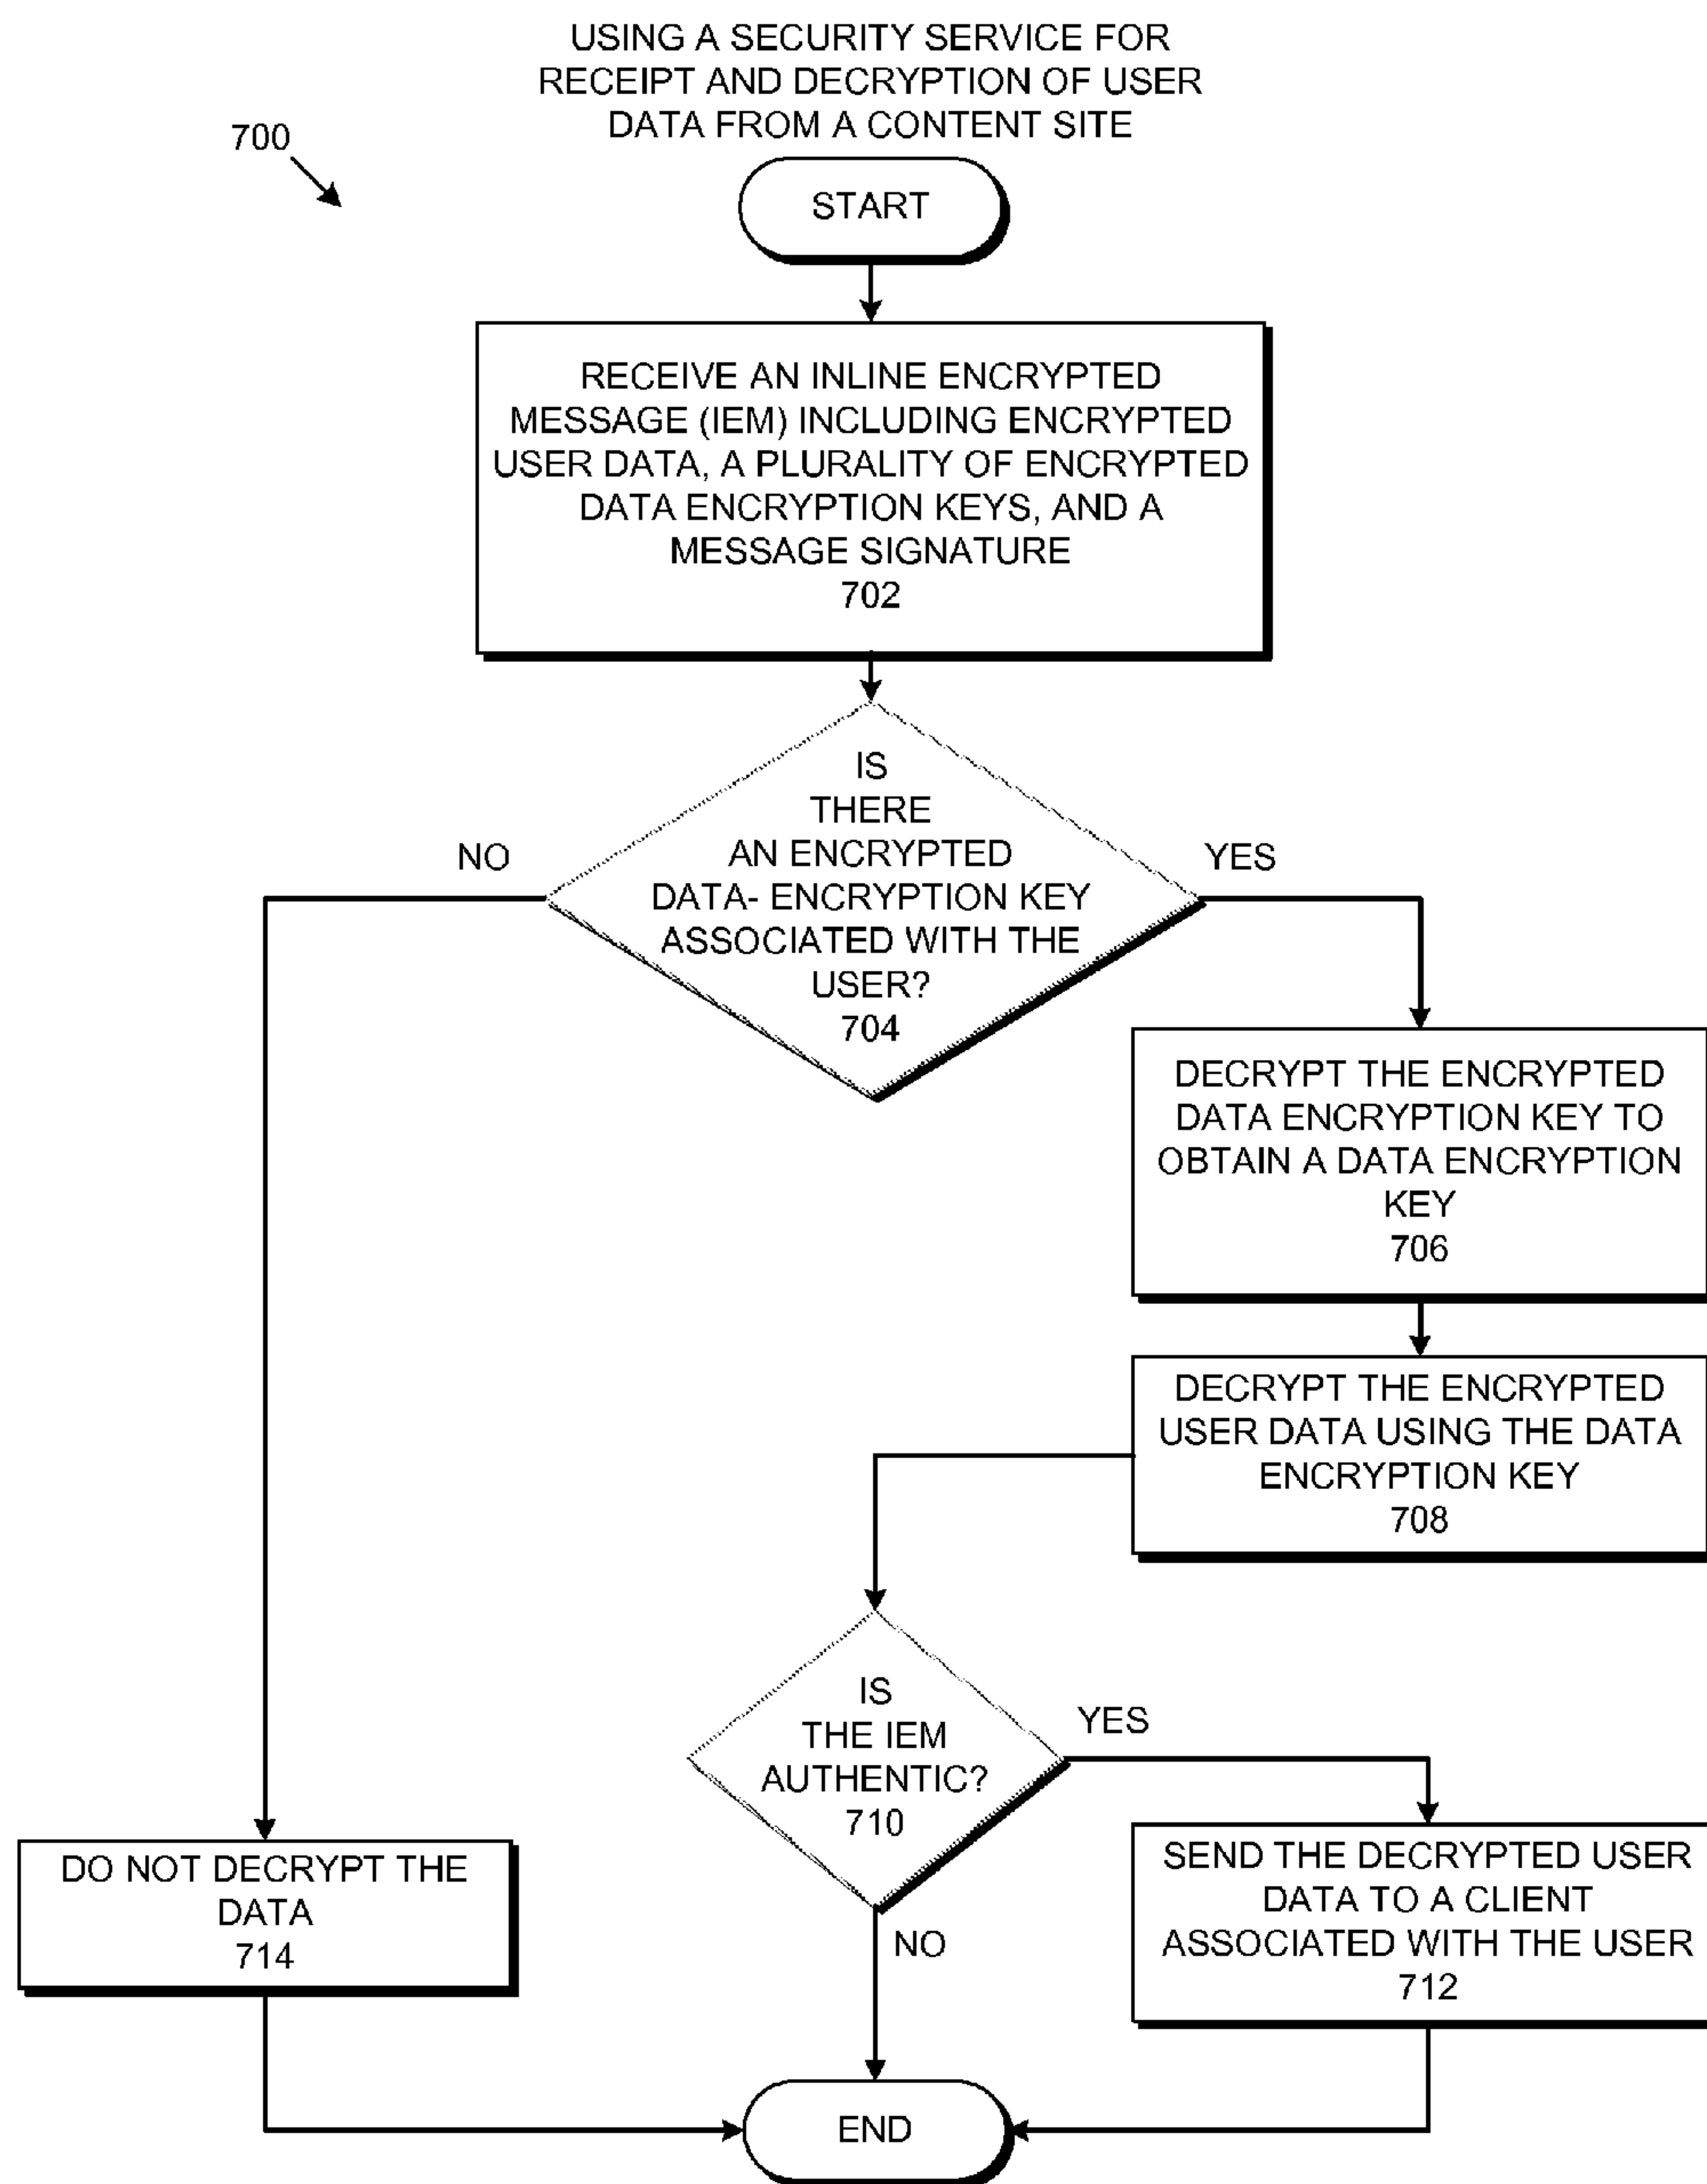 USING A SECURITY SERVICE FOR
RECEIPT AND DECRYPTION OF USER
DATA FROM A CONTENT SITE
700
START
RECEIVE AN INLINE ENCRYPTED
MESSAGE (IEM) INCLUDING ENCRYPTED
USER DATA, A PLURALITY OF ENCRYPTED
DATA ENCRYPTION KEYS, AND A
MESSAGE SIGNATURE
702
IS
THERE
AN ENCRYPTED
DATA- ENCRYPTION KEY
ASSOCIATED WITH THE
USER?
704
NO
YES
DECRYPT THE ENCRYPTED
DATA ENCRYPTION KEY TO
OBTAIN A DATA ENCRYPTION
KEY
706
DECRYPT THE ENCRYPTED
USER DATA USING THE DATA
ENCRYPTION KEY
708
IS
THE IEM
AUTHENTIC?
710
YES
NO
SEND THE DECRYPTED USER
DATA TO A CLIENT
ASSOCIATED WITH THE USER
712
DO NOT DECRYPT THE
DATA
714
END